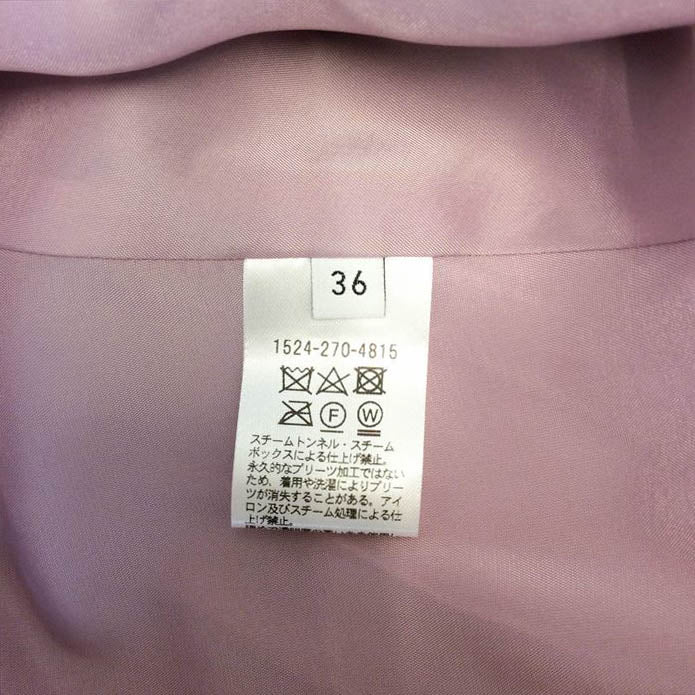 36
1524-270-4815
F W
スチームトンネル・スチーム
ボックスによる仕上げ禁止。
永久的なプリーツ加工ではない
ため、着用や洗濯によりプリー
ツが消失することがある。アイ
ロン及びスチーム処理による仕
上げ禁止。